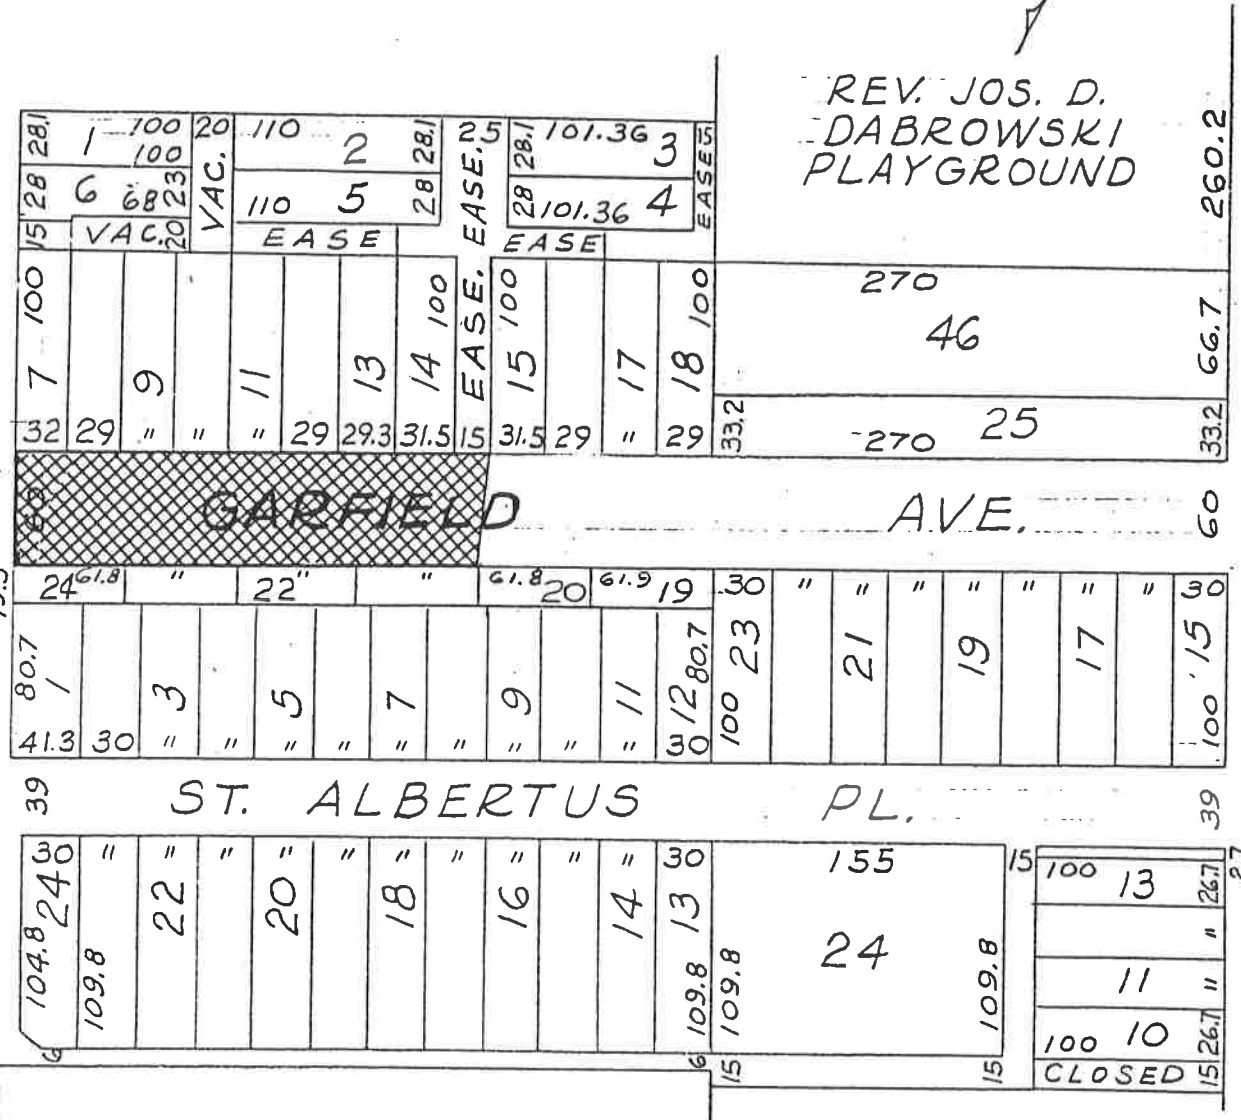 REV. JOS. D.
DABROWSKI
PLAYGROUND
260.2
28.1 1 100 20 110 2 28.1 25 28.1 101.36 3 15
100 VAC. EASE. EASE
28 6 68 23 110 5 28 28 101.36 4
15 VAC. 20 EASE EASE
270
46 66.7
7 100 9 11 13 14 100 EASE. EASE. 15 100 17 18 100
32 29 " " " 29 29.3 31.5 15 31.5 29 " 29 33.2 270 25 33.2
GARFIELD AVE. 60
24 61.8 " 22 " " 61.8 20 61.9 19 30 " " " " " " " 30
80.7 1 3 5 7 9 11 12 80.7 100 23 21 19 17 15 100
41.3 30 " " " " " " " " " 30
39 ST. ALBERTUS PL. 39
30 " " " " " " " " " " 30 155 15 100 13 26.7 27
104.8 24 22 20 18 16 14 13 24 "
109.8 109.8 109.8 109.8 11 "
100 10 26.7
6 6 15 15 CLOSED 15